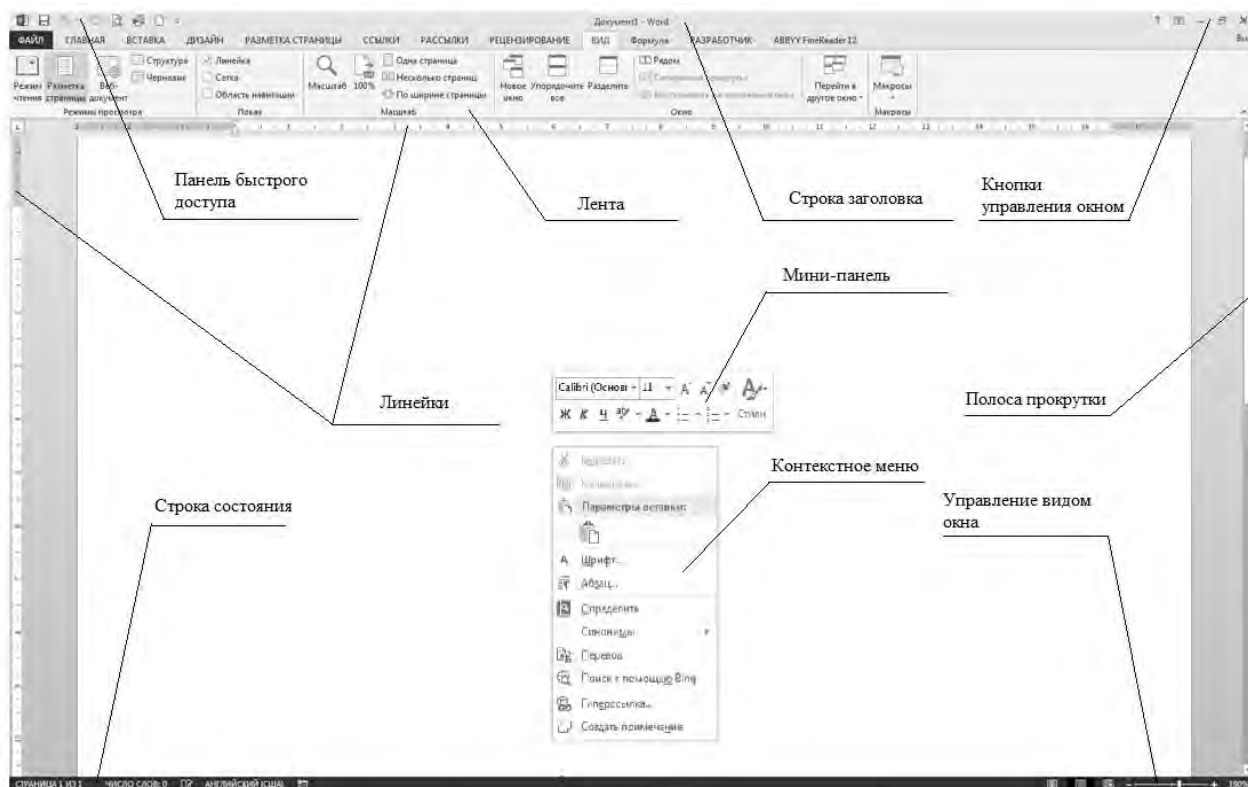 Документ1 - Word
ФАЙЛ ГЛАВНАЯ ВСТАВКА ДИЗАЙН РАЗМЕТКА СТРАНИЦЫ ССЫЛКИ РАССЫЛКИ РЕЦЕНЗИРОВАНИЕ ВИД Формула РАЗРАБОТЧИК ABBYY FineReader 12
Режим чтения
Разметка страницы
Веб-документ
Структура
Черновик
Режимы просмотра
Линейка
Сетка
Область навигации
Показ
Масштаб
100%
Одна страница
Несколько страниц
По ширине страницы
Масштаб
Новое окно
Упорядочить все
Разделить
Рядом
Окно
Перейти в другое окно
Макросы
Макросы
Панель быстрого
доступа
Лента
Строка заголовка
Кнопки
управления окном
Мини-панель
Calibri (Основ 11
Ж К Ч
Стили
Линейки
Полоса прокрутки
Контекстное меню
Параметры вставки:
Шрифт...
Абзац...
Определить
Синонимы
Перевод
Поиск с помощью Bing
Гиперссылка...
Создать примечание
Строка состояния
Управление видом
окна
СТРАНИЦА 1 ИЗ 1 ЧИСЛО СЛОВ: 0 АНГЛИЙСКИЙ (США)
190%